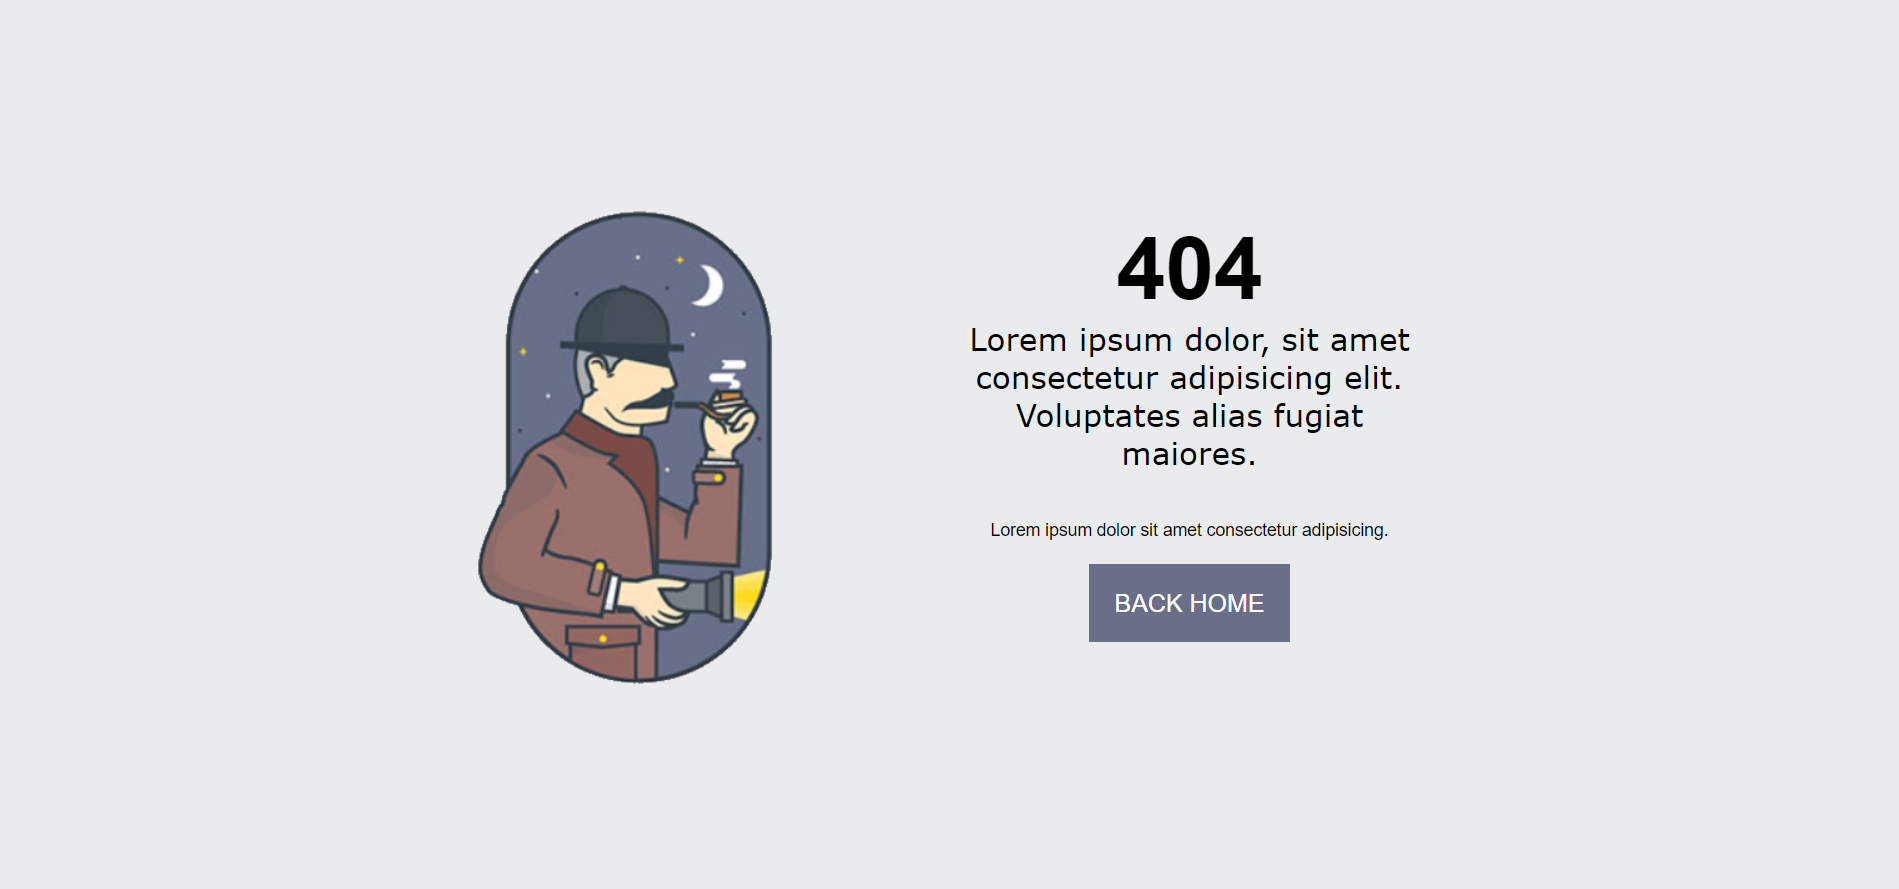 404
Lorem ipsum dolor, sit amet
consectetur adipisicing elit.
Voluptates alias fugiat
maiores.
Lorem ipsum dolor sit amet consectetur adipisicing.
BACK HOME